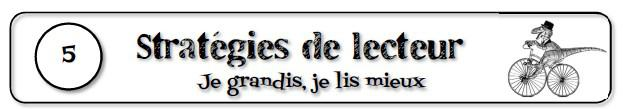 5
Stratégies de lecteur
Je grandis, je lis mieux